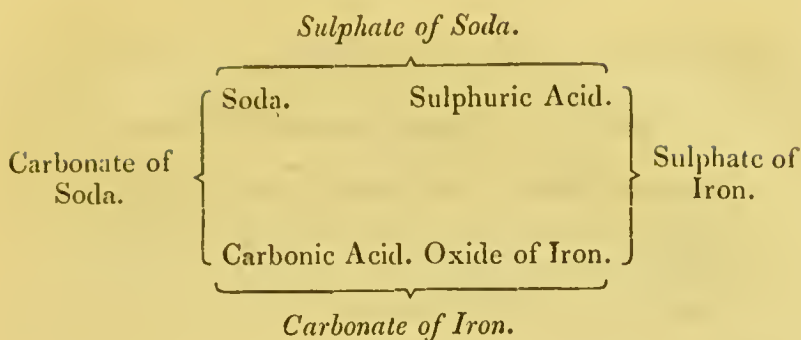 Sulphate of Soda.
Soda. Sulphuric Acid.
Carbonate of
Soda.
Sulphate of
Iron.
Carbonic Acid. Oxide of Iron.
Carbonate of Iron.